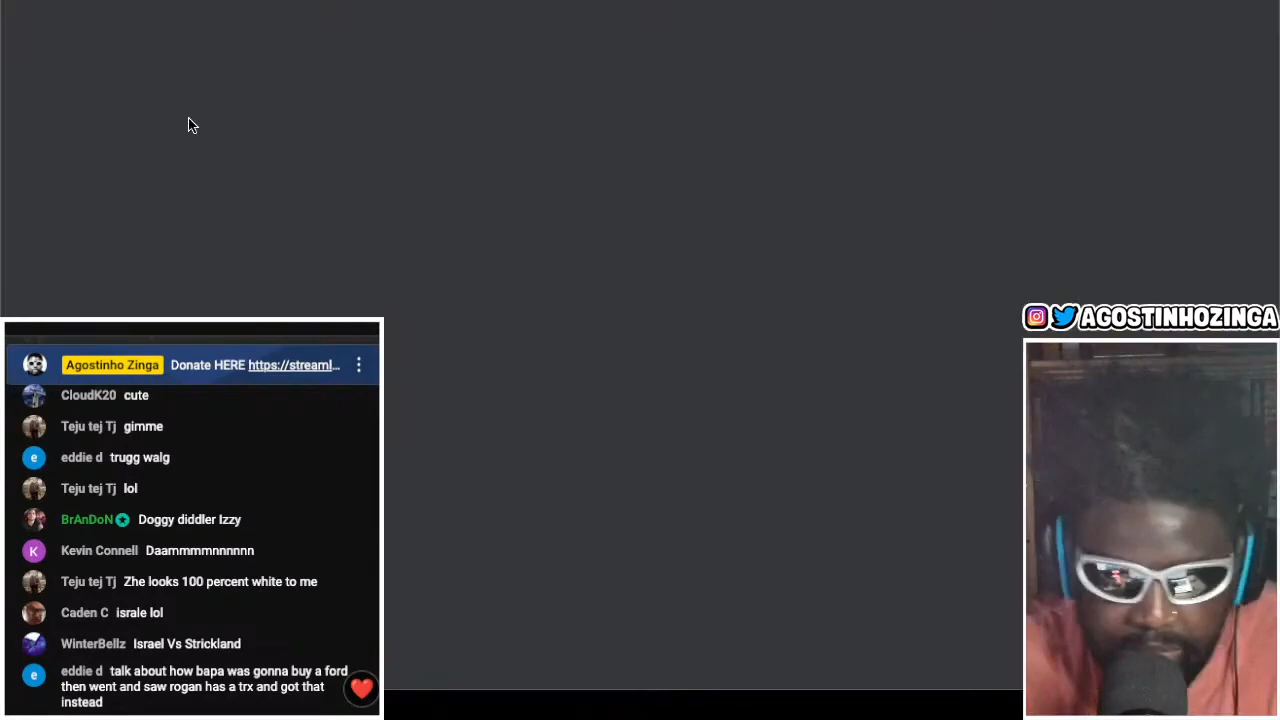 AGOSTINHOZINGA
Agostinho Zinga Donate HERE https://streaml...
CloudK20 cute
Teju tej Tj gimme
e eddie d trugg walg
Teju tej Tj lol
BrAnDoN Doggy diddler Izzy
K Kevin Connell Daammmmnnnnnn
Teju tej Tj Zhe looks 100 percent white to me
Caden C israle lol
WinterBellz Israel Vs Strickland
e eddie d talk about how bapa was gonna buy a ford
then went and saw rogan has a trx and got that
instead